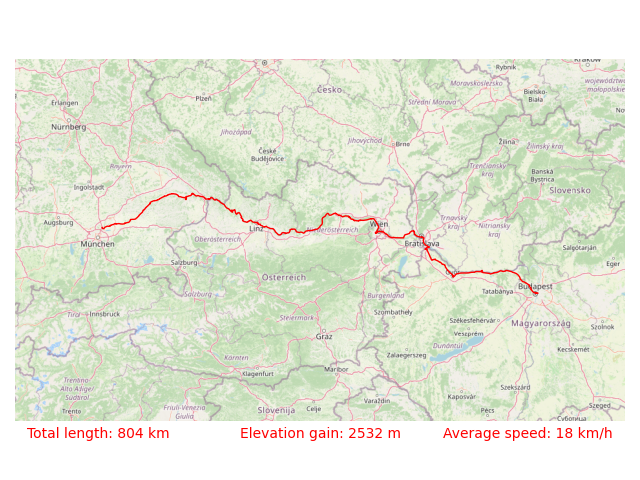 Kraków
Rybnik
Česko
Moravskoslezsko
Bielsko-
Biała
województwo
małopolskie
Plzeň
Střední Morava
Erlangen
Nürnberg
Jihozápad
Jihovýchod
Brno
Žilina
Žilinský kraj
České
Budějovice
Bayern
Trenčiansky
kraj
Banská
Bystrica
Ingolstadt
Slovensko
Augsburg
Linz
Niederösterreich
Wien
Trnavský
kraj
Nitriansky
kraj
München
Oberösterreich
Bratislava
Salgótarján
Salzburg
Eger
Österreich
Győr
Budapest
Salzburg
Burgenland
Tatabánya
Tirol
Innsbruck
Steiermark
Szombathely
Székesfehérvár
Magyarország
Szolnok
Graz
Veszprém
Dunántúl
Kecskemét
Kärnten
Zalaegerszeg
Klagenfurt
Maribor
Trentino-
Alto Adige/
Südtirol
Kaposvár
Szekszárd
Trento
Friuli-Venezia
Giulia
Slovenija
Celje
Varaždin
Pécs
Szeged
Суботица
Total length: 804 km
Elevation gain: 2532 m
Average speed: 18 km/h